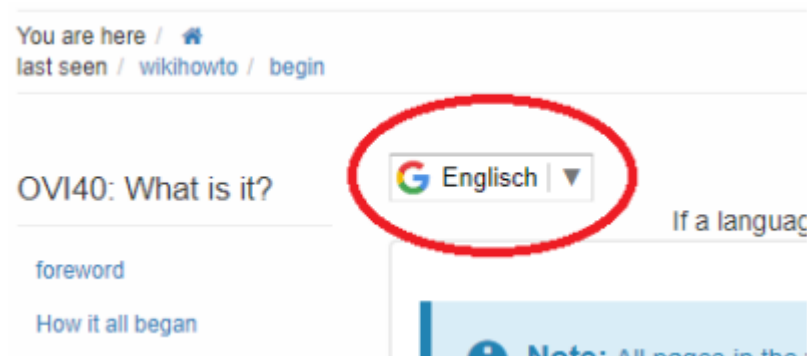 You are here /
last seen / wikihowto / begin
OVI40: What is it?
Englisch
If a languag
foreword
How it all began
Note: All pages in the